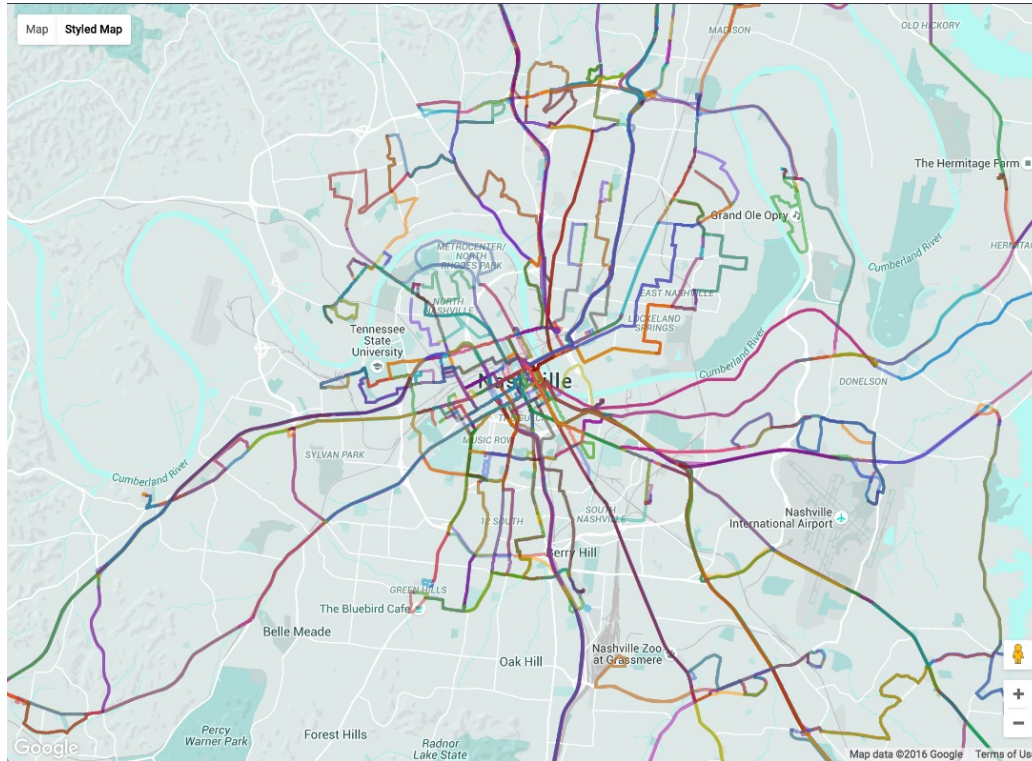 Map Styled Map
MADISON
OLD HICKORY
The Hermitage Farm
Grand Ole Opry
HERMITAGE
Cumberland River
METROCENTER/
NORTH
RHODES PARK
NORTH
NASHVILLE
EAST NASHVILLE
LOCKELAND
SPRINGS
Tennessee
State
University
Cumberland River
Nashville
DONELSON
THE GULCH
MUSIC ROW
SYLVAN PARK
Cumberland River
12 SOUTH
SOUTH
NASHVILLE
Nashville
International Airport
Berry Hill
GREEN HILLS
The Bluebird Cafe
Belle Meade
Oak Hill
Nashville Zoo
at Grassmere
Percy
Warner Park
Forest Hills
Radnor
Lake State
Google
Map data ©2016 Google Terms of Us